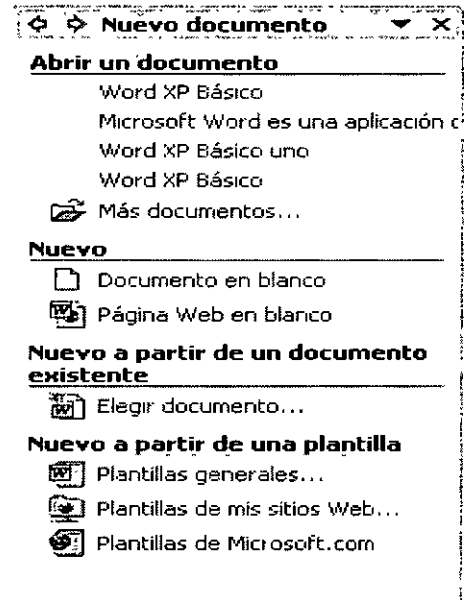 Nuevo documento
Abrir un documento
Word XP Básico
Microsoft Word es una aplicación
Word XP Básico uno
Word XP Básico
Más documentos...
Nuevo
Documento en blanco
Página Web en blanco
Nuevo a partir de un documento
existente
Elegir documento...
Nuevo a partir de una plantilla
Plantillas generales...
Plantillas de mis sitios Web...
Plantillas de Microsoft.com